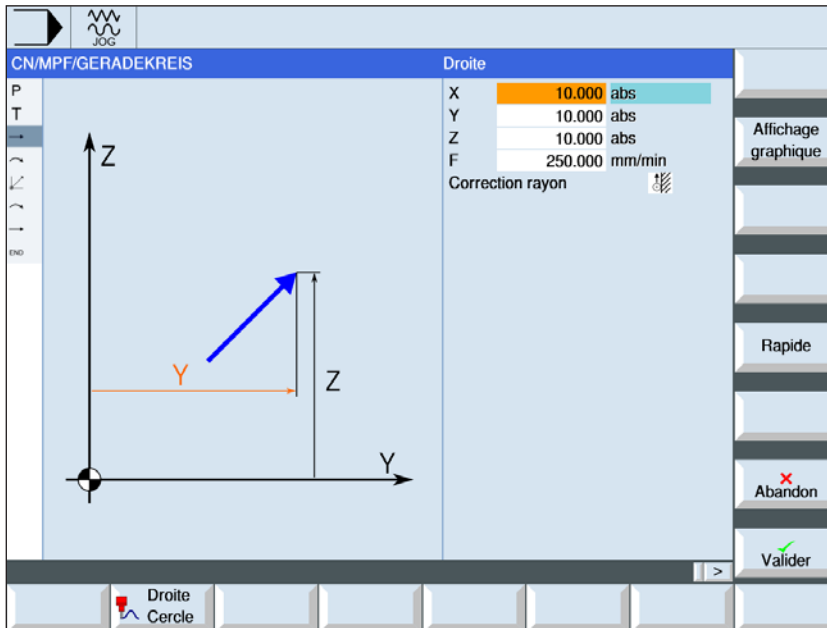 JOG
CN/MPF/GERADEKREIS
Droite
P
T
END
Z
Y
Z
Y
X 10.000 abs
Y 10.000 abs
Z 10.000 abs
F 250.000 mm/min
Correction rayon
Affichage
graphique
Rapide
Abandon
Valider
>
Droite
Cercle